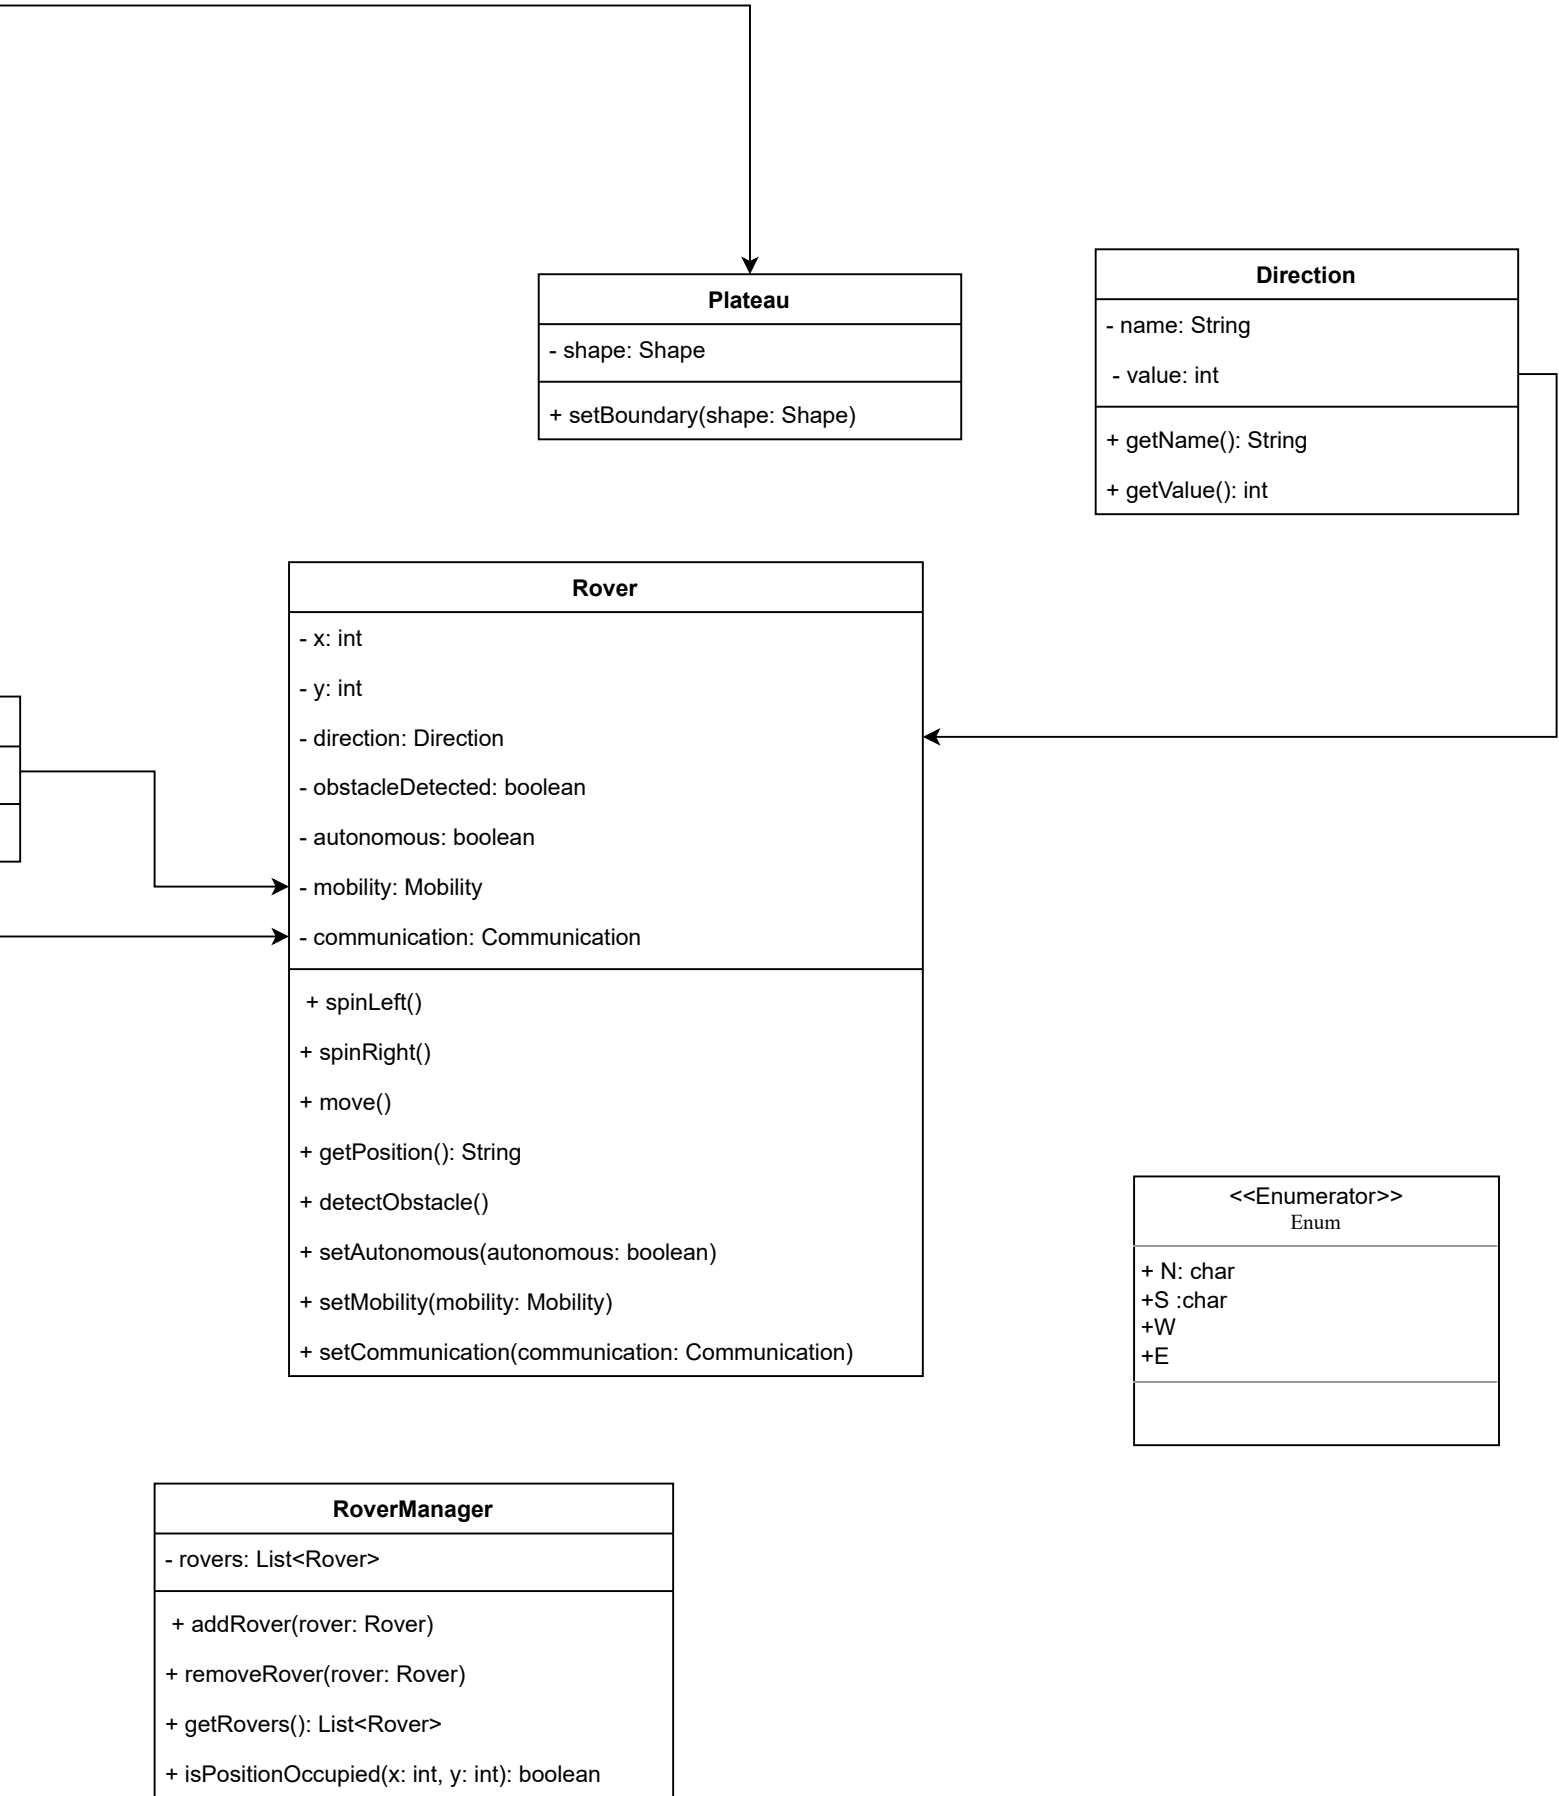 Plateau
- shape: Shape
+ setBoundary(shape: Shape)
Direction
- name: String
- value: int
+ getName(): String
+ getValue(): int
Rover
- x: int
- y: int
- direction: Direction
- obstacleDetected: boolean
- autonomous: boolean
- mobility: Mobility
- communication: Communication
+ spinLeft()
+ spinRight()
+ move()
+ getPosition(): String
+ detectObstacle()
+ setAutonomous(autonomous: boolean)
+ setMobility(mobility: Mobility)
+ setCommunication(communication: Communication)
<<Enumerator>>
Enum
+ N: char
+S :char
+W
+E
RoverManager
- rovers: List<Rover>
+ addRover(rover: Rover)
+ removeRover(rover: Rover)
+ getRovers(): List<Rover>
+ isPositionOccupied(x: int, y: int): boolean